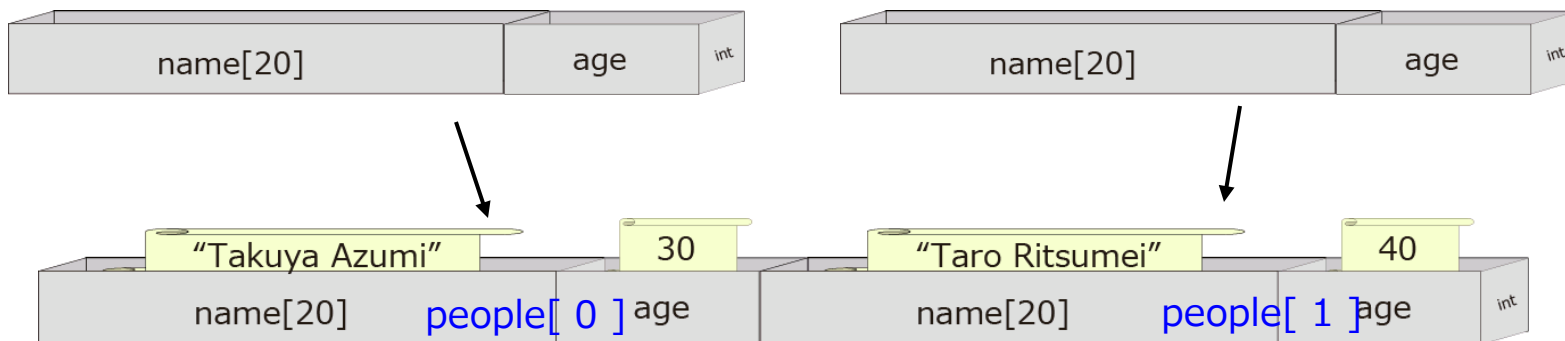 name[20] age int name[20] age int
“Takuya Azumi” 30 “Taro Ritsumei” 40
name[20] people[ 0 ] age name[20] people[ 1 ] age int